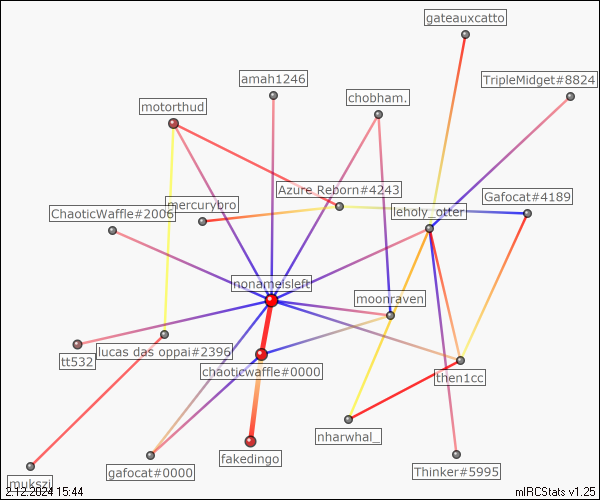 gateauxcatto
amah1246
TripleMidget#8824
motorthud
chobham.
Azure Reborn#4243
Gafocat#4189
mercurybro
ChaoticWaffle#2006
leholy_otter
nonameisleft
moonraven
lucas das oppai#2396
tt532
chaoticwaffle#0000
then1cc
nharwhal_
fakedingo
gafocat#0000
Thinker#5995
mukszi
2.12.2024 15:44
mIRCStats v1.25